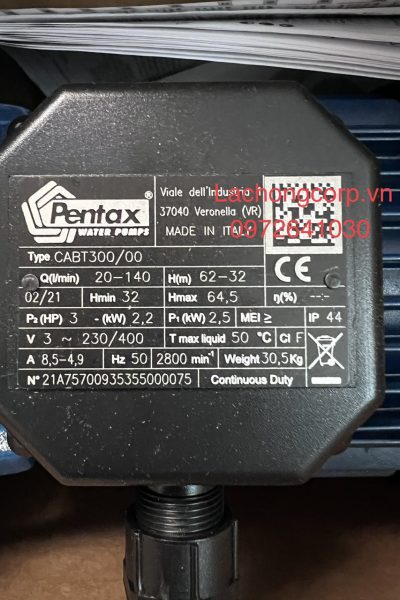 Pentax®
WATER PUMPS
Viale dell'Industria
37040 Veronella (VR)
MADE IN ITALY
Lachongcorp.vn
0972641030
Type CABT300/00
Q(l/min) 20-140 H(m) 62-32
02/21 Hmin 32 Hmax 64,5 η(%) --:-
P₂(HP) 3 -(kW) 2,2 P₁(kW) 2,5 MEI ≥ IP 44
V 3 ~ 230/400 T max liquid 50 °C Cl F
A 8,5-4,9 Hz 50 2800 min⁻¹ Weight 30,5 Kg
N° 21A75700935355000075 Continuous Duty
CE